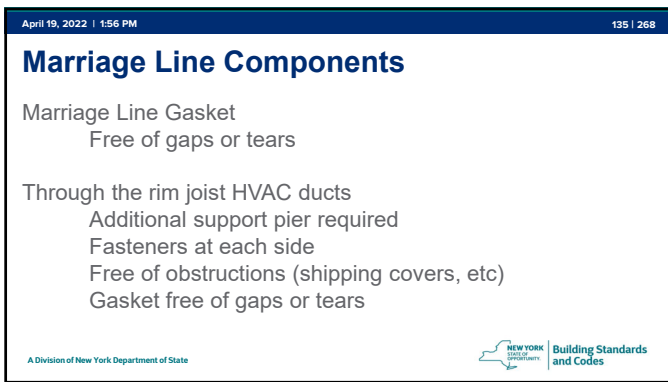 April 19, 2022 | 1:56 PM
135 | 268
Marriage Line Components
Marriage Line Gasket
Free of gaps or tears
Through the rim joist HVAC ducts
Additional support pier required
Fasteners at each side
Free of obstructions (shipping covers, etc)
Gasket free of gaps or tears
A Division of New York Department of State
NEW YORK
STATE OF
OPPORTUNITY.
Building Standards
and Codes